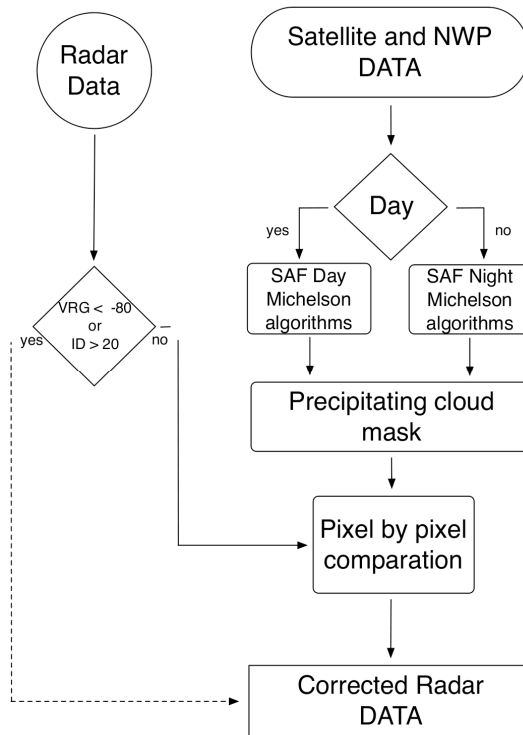 Radar
Data
Satellite and NWP
DATA
Day
yes
no
SAF Day
Michelson
algorithms
SAF Night
Michelson
algorithms
VRG < -80
or
ID > 20
yes
no
Precipitating cloud
mask
Pixel by pixel
comparation
Corrected Radar
DATA